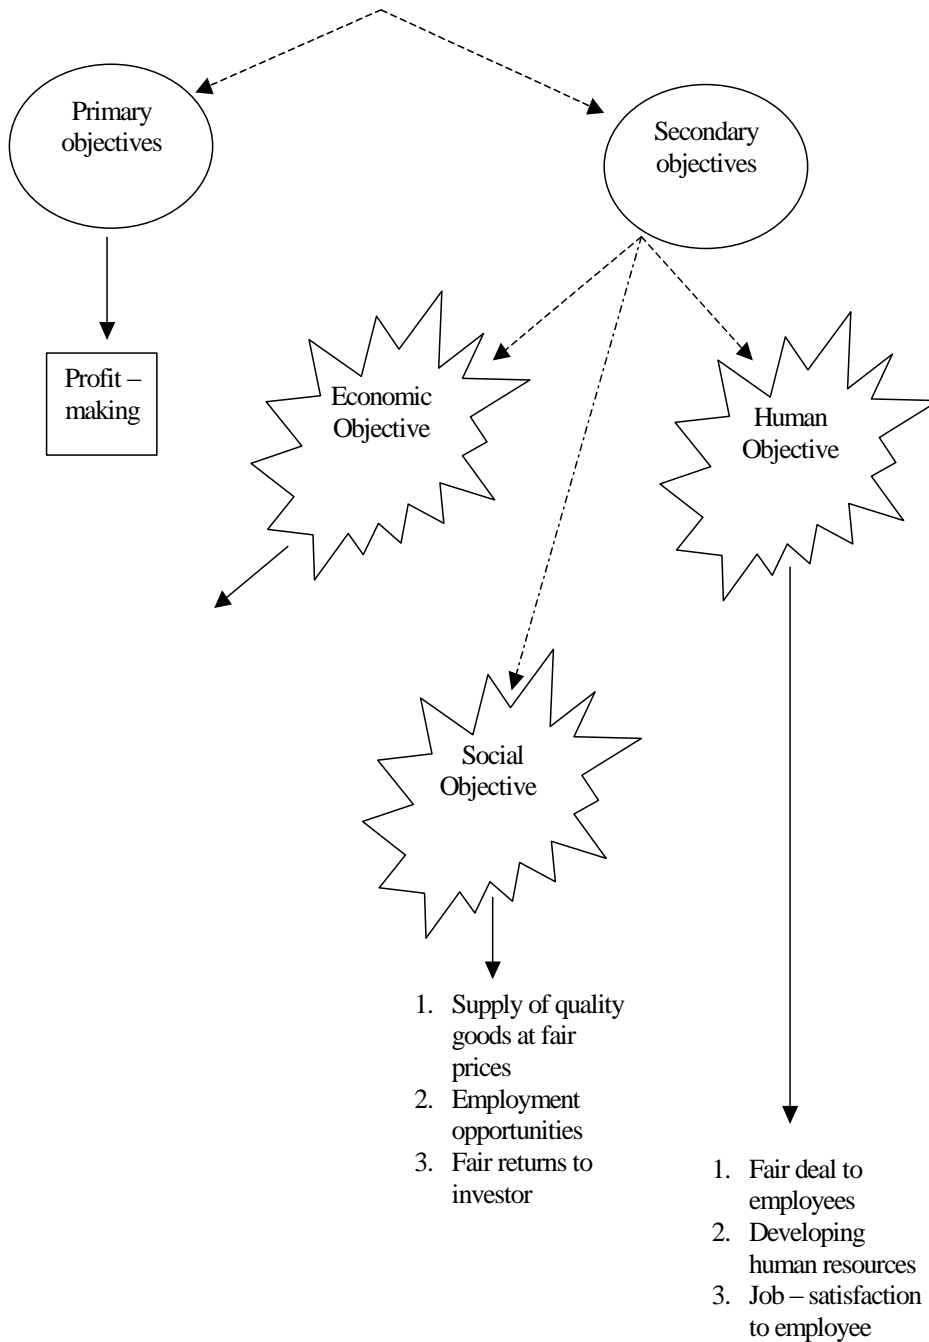 Primary
objectives
Secondary
objectives
Profit –
making
Economic
Objective
Human
Objective
Social
Objective
1. Supply of quality
goods at fair
prices
2. Employment
opportunities
3. Fair returns to
investor
1. Fair deal to
employees
2. Developing
human resources
3. Job – satisfaction
to employee